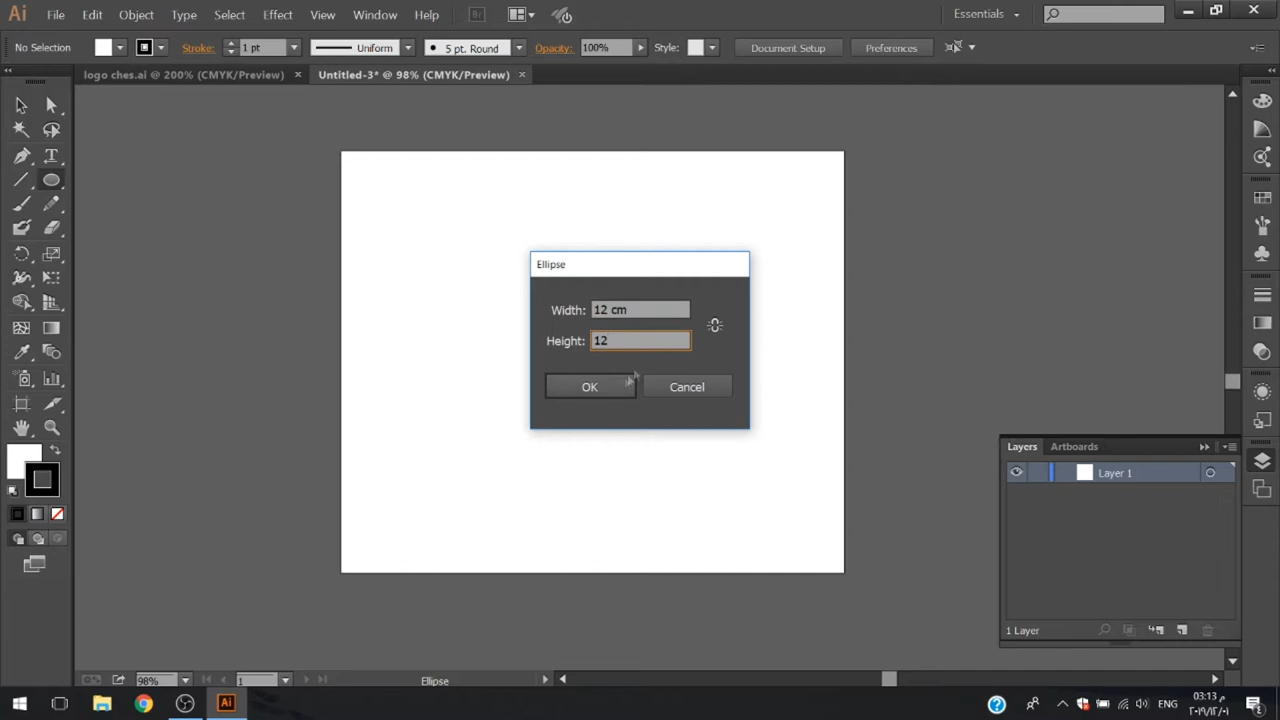 Ai File Edit Object Type Select Effect View Window Help Br Essentials
No Selection Stroke: 1 pt Uniform 5 pt. Round Opacity: 100% Style: Document Setup Preferences
logo ches.ai @ 200% (CMYK/Preview) × Untitled-3* @ 98% (CMYK/Preview) ×
Ellipse
Width: 12 cm
Height: 12
OK Cancel
Layers Artboards
Layer 1
1 Layer
98% 1 Ellipse
Ai ENG
03:13 م